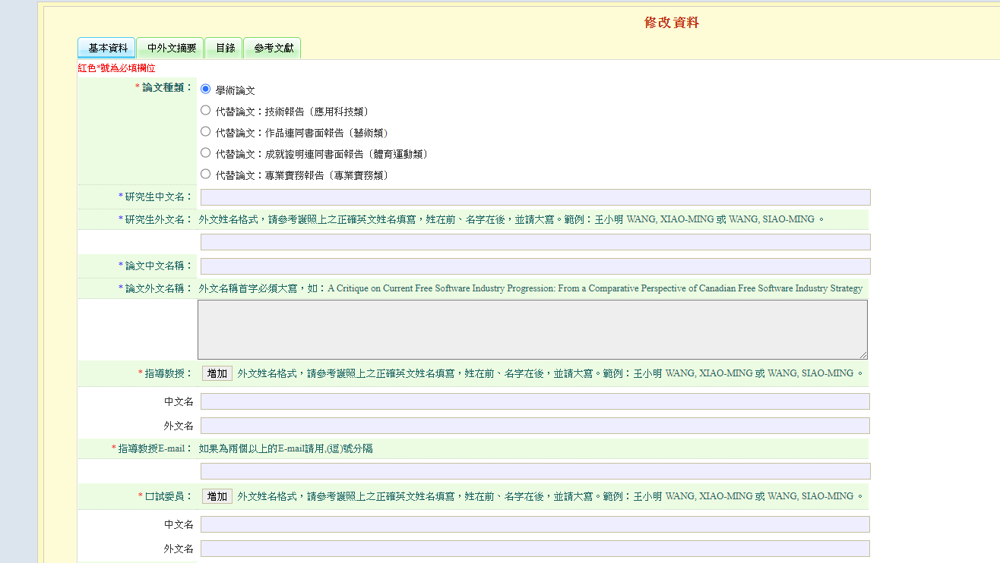 修改資料
基本資料 中外文摘要 目錄 參考文獻
紅色*號為必填欄位
*論文種類： 學術論文
代替論文：技術報告〔應用科技類〕
代替論文：作品連同書面報告〔藝術類）
代替論文：成就證明連同書面報告〔體育運動類〕
代替論文：專業實務報告〔專業實務類〕
*研究生中文名：
*研究生外文名： 外文姓名格式，請參考護照上之正確英文姓名填寫，姓在前、名字在後，並請大寫。範例：王小明 WANG, XIAO-MING 或 WANG, SIAO-MING 。
*論文中文名稱：
*論文外文名稱： 外文名稱首字必須大寫，如：A Critique on Current Free Software Industry Progression: From a Comparative Perspective of Canadian Free Software Industry Strategy
*指導教授： 增加 外文姓名格式，請參考護照上之正確英文姓名填寫，姓在前、名字在後，並請大寫。範例：王小明 WANG, XIAO-MING 或 WANG, SIAO-MING 。
中文名
外文名
*指導教授E-mail： 如果為兩個以上的E-mail請用,(逗)號分隔
*口試委員： 增加 外文姓名格式，請參考護照上之正確英文姓名填寫，姓在前、名字在後，並請大寫。範例：王小明 WANG, XIAO-MING 或 WANG, SIAO-MING 。
中文名
外文名